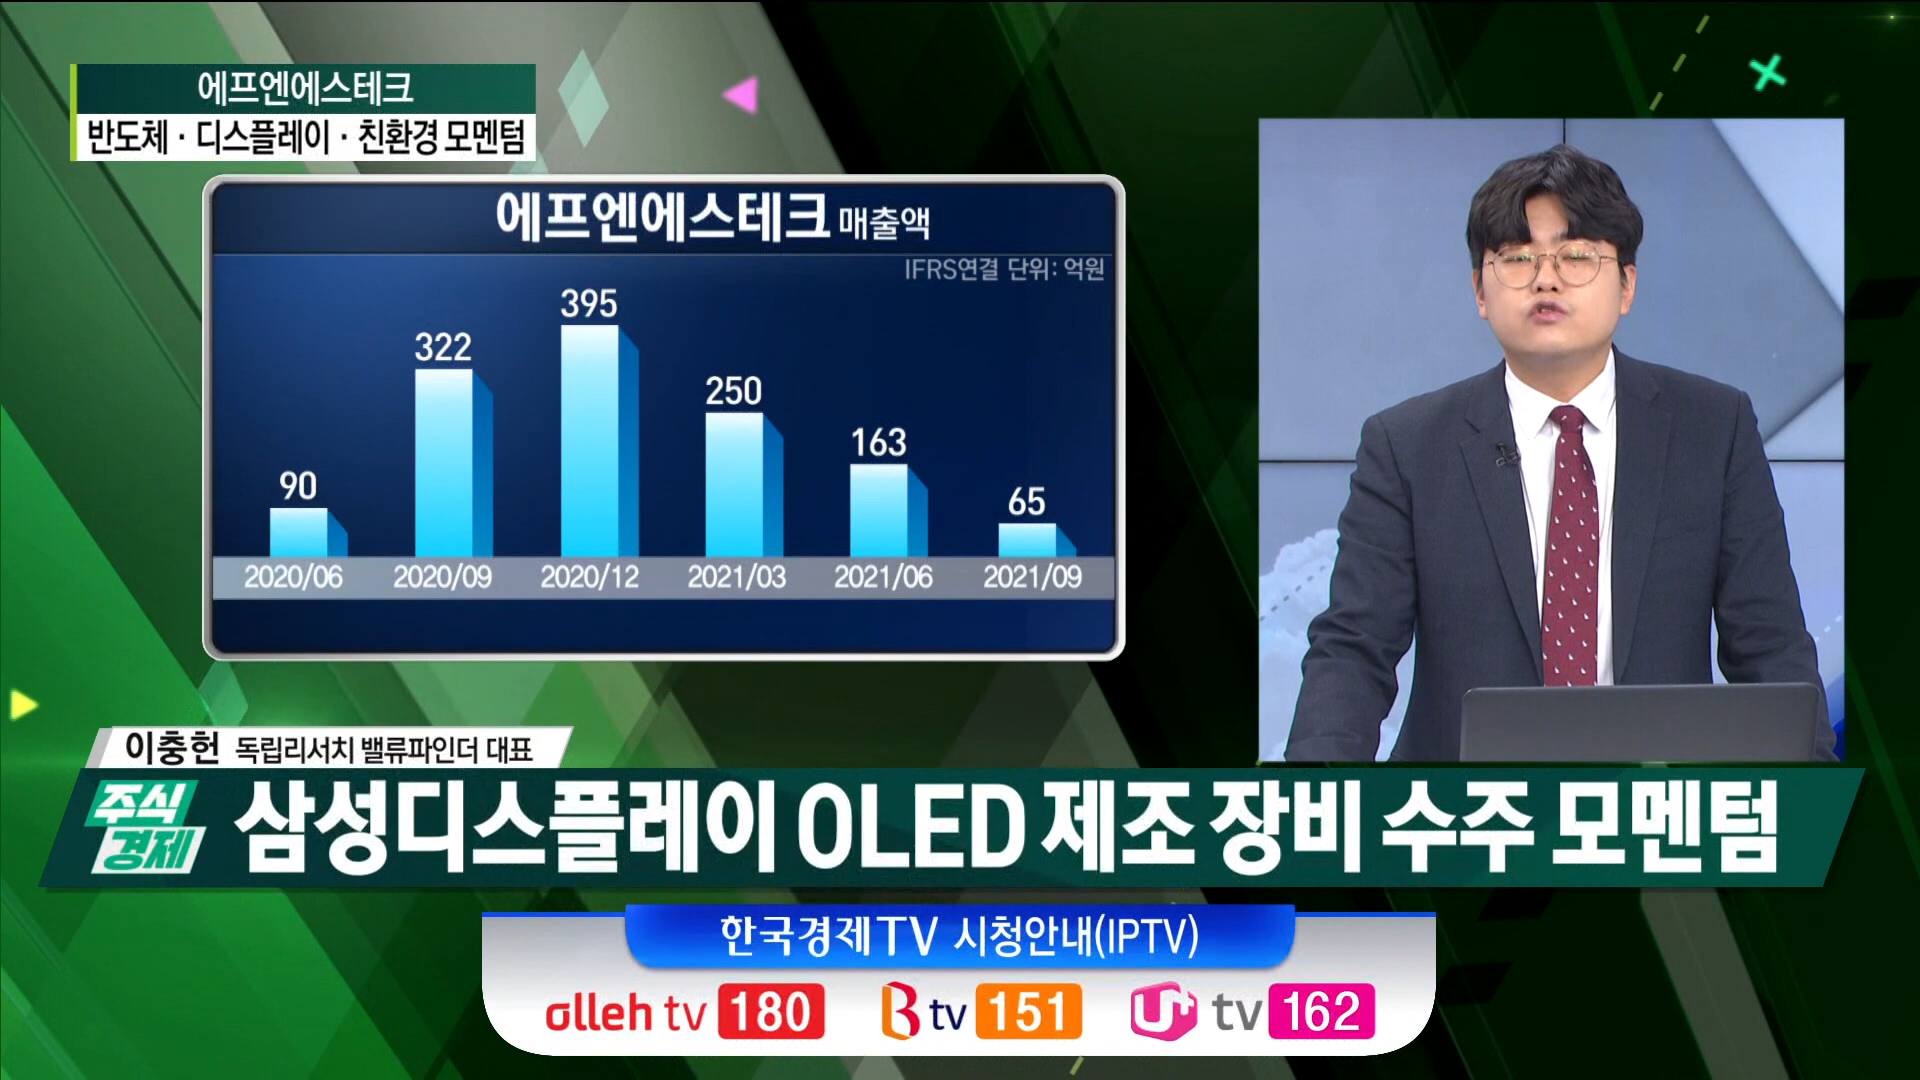 에프엔에스테크
반도체 · 디스플레이 · 친환경 모멘텀
에프엔에스테크 매출액
IFRS연결 단위: 억원
90
322
395
250
163
65
2020/06
2020/09
2020/12
2021/03
2021/06
2021/09
이충헌 독립리서치 밸류파인더 대표
주식
경제
삼성디스플레이 OLED 제조 장비 수주 모멘텀
한국경제TV 시청안내(IPTV)
olleh tv 180
B tv 151
U+ tv 162